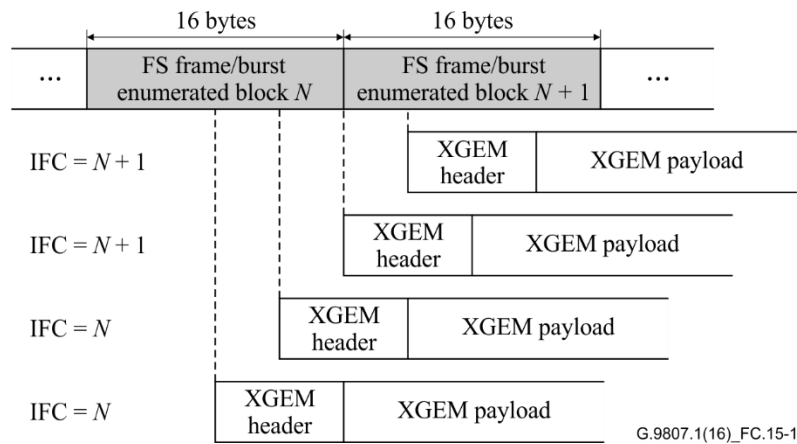 16 bytes 16 bytes
... FS frame/burst FS frame/burst ...
enumerated block N enumerated block N + 1
IFC = N + 1 XGEM XGEM payload
header
IFC = N + 1 XGEM XGEM payload
header
IFC = N XGEM XGEM payload
header
IFC = N XGEM XGEM payload
header
G.9807.1(16)_FC.15-1